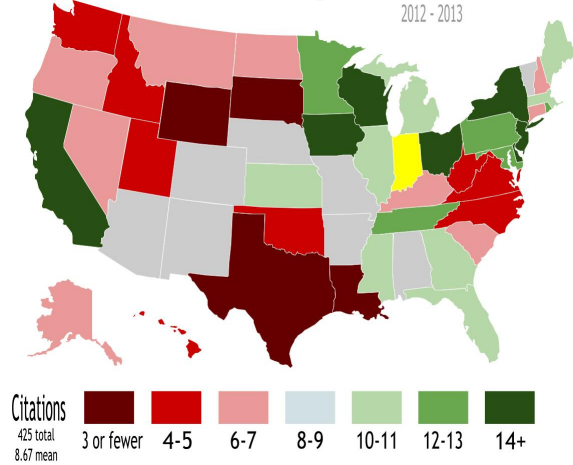 2012 - 2013
Citations
425 total
8.67 mean
3 or fewer
4-5
6-7
8-9
10-11
12-13
14+